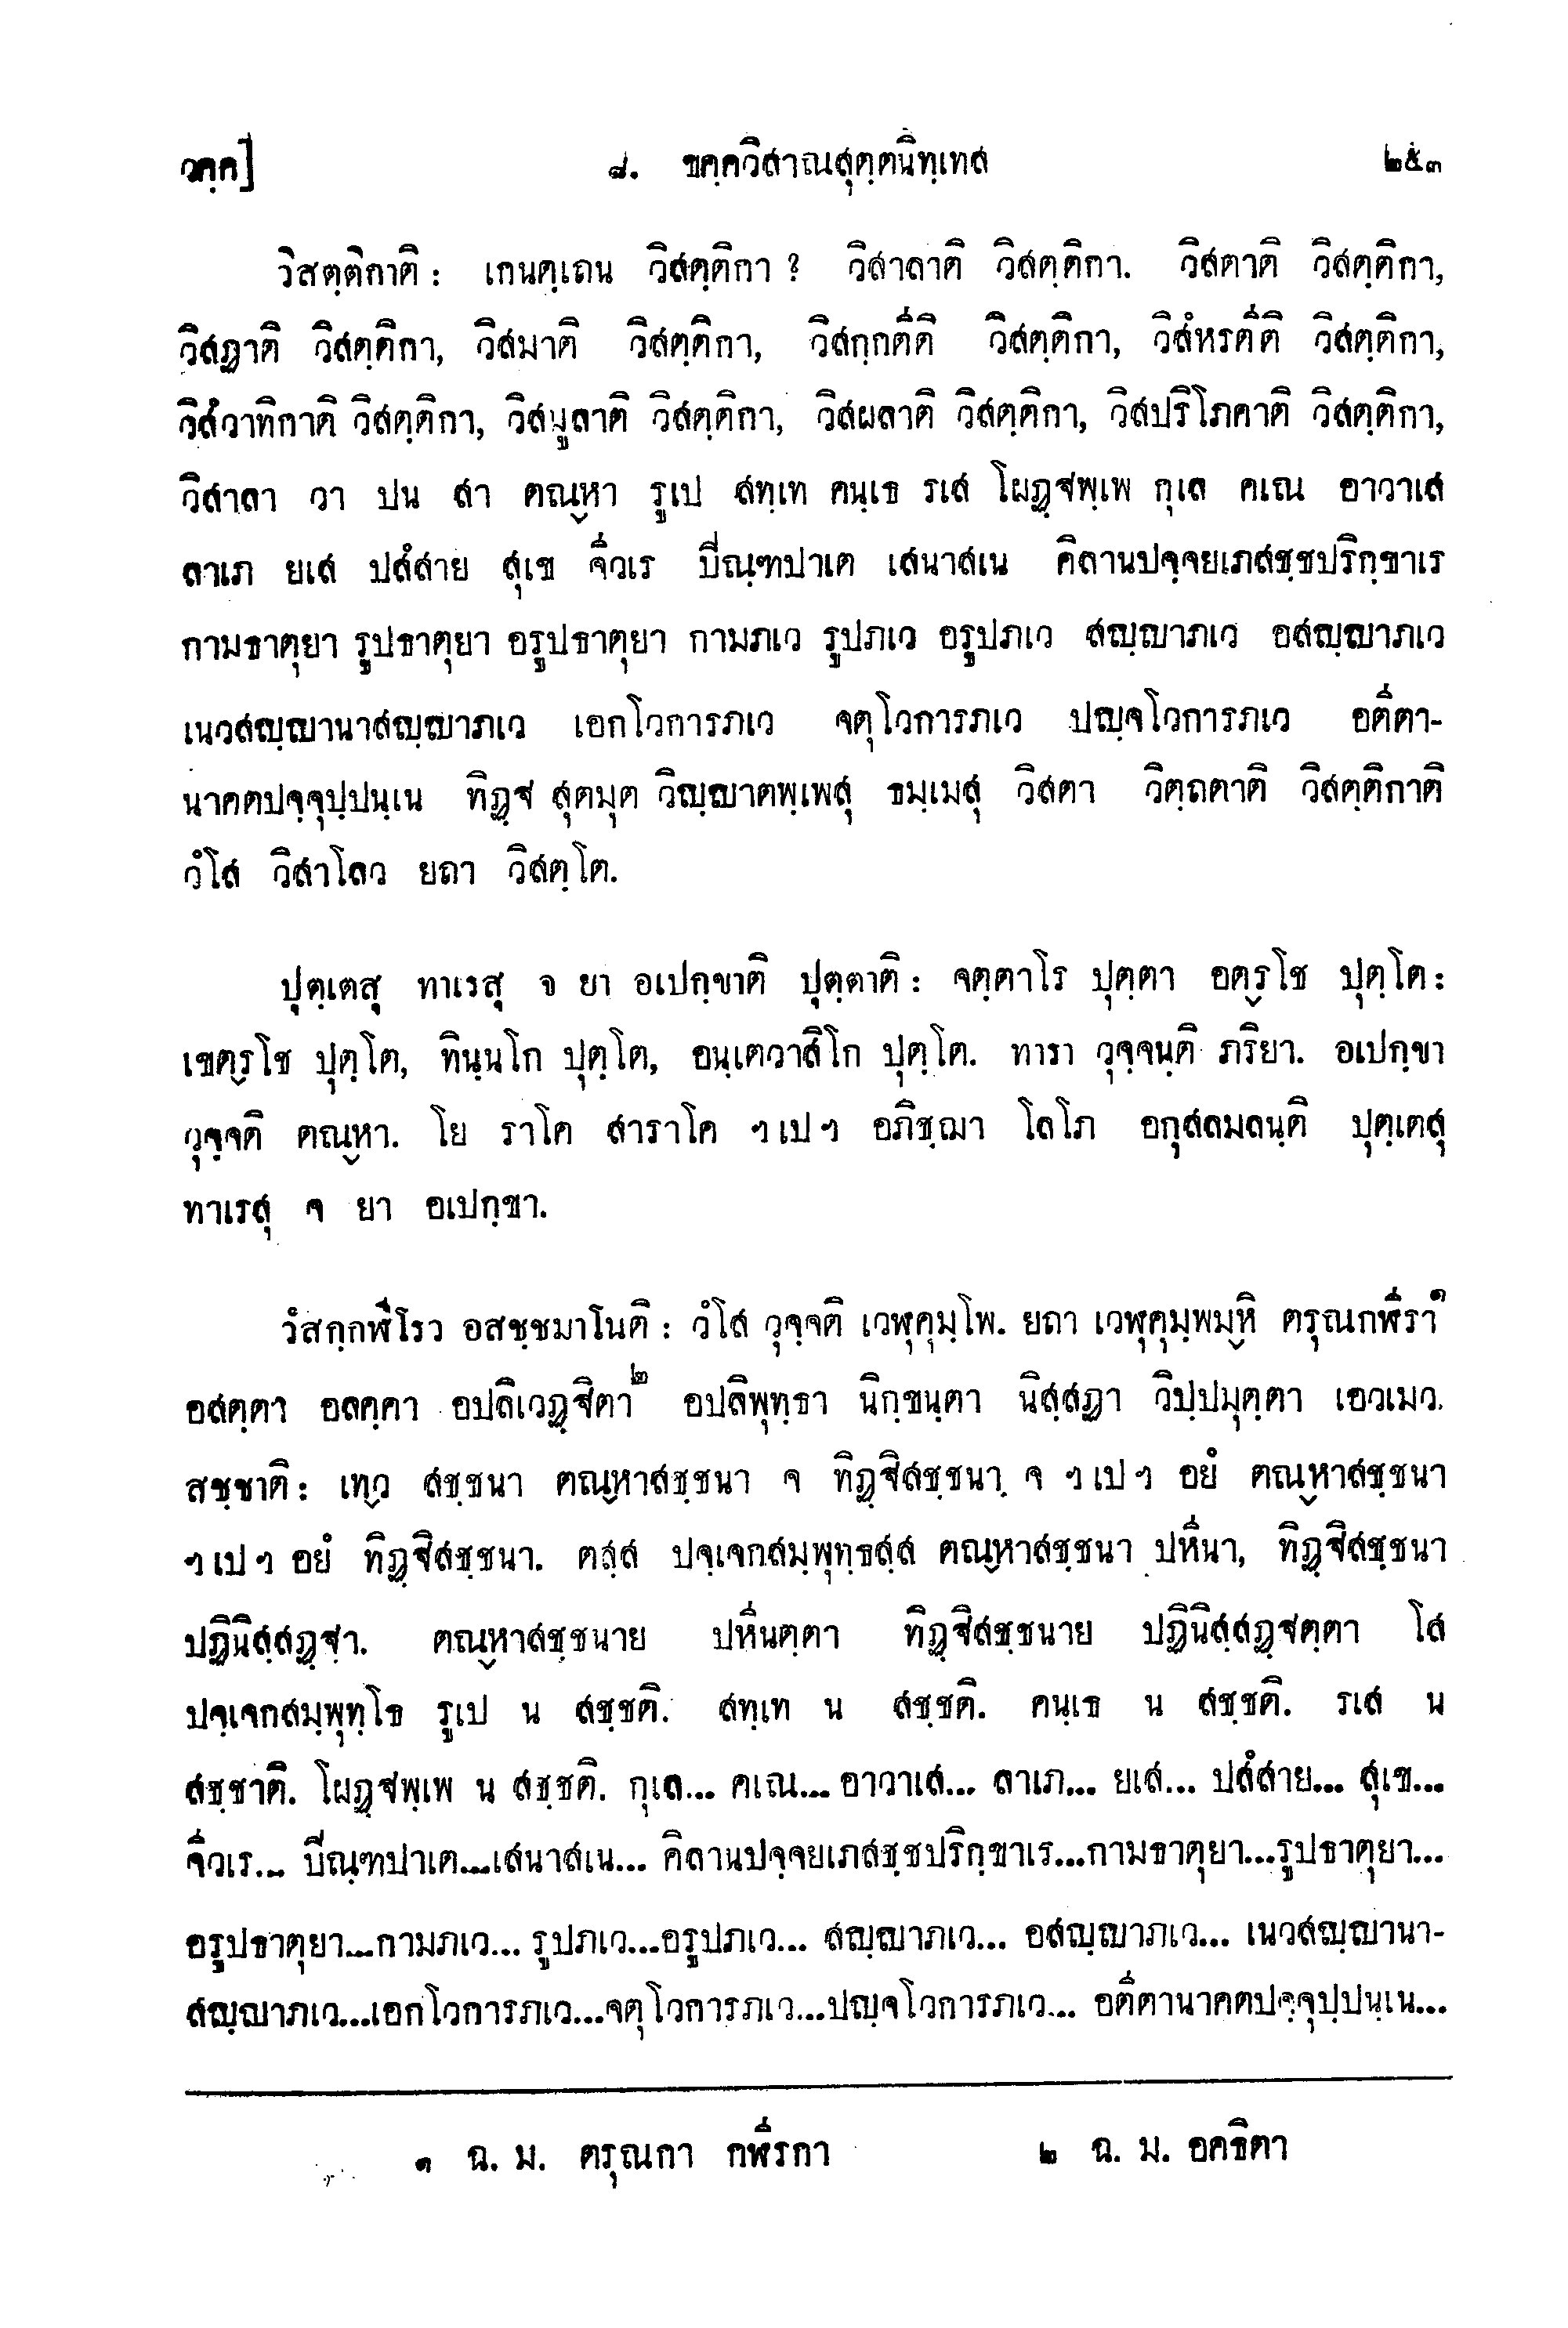 วคฺค]	๘. ขคฺควิสาณสุตฺตนิทฺเทส	๒๕๓
วิสตฺติกาติ : เกนตฺเถน วิสตฺติกา ? วิสาลาติ วิสตฺติกา. วิสตาติ วิสตฺติกา,
วิสฏาติ วิสตฺติกา, วิสมาติ วิสตฺติกา, วิสกฺกตีติ วิสตฺติกา, วิสํหรตีติ วิสตฺติกา,
วิสํวาทิกาติ วิสตฺติกา, วิสมูลาติ วิสตฺติกา, วิสผลาติ วิสตฺติกา, วิสปริโภคาติ วิสตฺติกา,
วิสาลา วา ปน สา ตณฺหา รูเป สทฺเท คนฺเธ รเส โผฏฺฐพฺเพ กุเล คเณ อาวาเส
ลาเภ ยเส ปสํสาย สุเข จีวเร ปิณฺฑปาเต เสนาสเน คิลานปจฺจยเภสชฺชปริกฺขาเร
กามธาตุยา รูปธาตุยา อรูปธาตุยา กามภเว รูปภเว อรูปภเว สญฺญาภเว อสญฺญาภเว
เนวสญฺญานาสญฺญาภเว เอกโวการภเว จตุโวการภเว ปญฺจโวการภเว อตีตา-
นาคตปจฺจุปฺปนฺเน ทิฏฺฐ สุตมุต วิญฺญาตพฺเพสุ ธมฺเมสุ วิสตา วิตฺถตาติ วิสตฺติกาติ
วํโส วิสาโลว ยถา วิสตฺโต.
ปุตฺเตสุ ทาเรสุ จ ยา อเปกฺขาติ ปุตฺตาติ : จตฺตาโร ปุตฺตา อตฺรโช ปุตฺโต :
เขตฺรโช ปุตฺโต, ทินฺนโก ปุตฺโต, อนฺเตวาสิโก ปุตฺโต. ทารา วุจฺจนฺติ ภริยา. อเปกฺขา
วุจฺจติ ตณฺหา. โย ราโค สาราโค ฯเปฯ อภิชฺฌา โลโภ อกุสลมลนฺติ ปุตฺเตสุ
ทาเรสุ จ ยา อเปกฺขา.
วํสกฺกฬีโรว อสชฺชมาโนติ : วํโส วุจฺจติ เวฬุคุมฺโพ. ยถา เวฬุคุมฺพมฺหิ ตรุณกฬีรา๑
อสตฺตา อลคฺคา อปลิเวฏฺฐิตา๒ อปลิพุทฺธา นิกฺขนฺตา นิสฺสฏา วิปฺปมุตฺตา เอวเมว.
สชฺชาติ : เทฺว สชฺชนา ตณฺหาสชฺชนา จ ทิฏฺฐิสชฺชนา จ ฯเปฯ อยํ ตณฺหาสชฺชนา
ฯเปฯ อยํ ทิฏฺฐิสชฺชนา. ตสฺส ปจฺเจกสมฺพุทฺธสฺส ตณฺหาสชฺชนา ปหีนา, ทิฏฺฐิสชฺชนา
ปฏินิสฺสฏฺฐา. ตณฺหาสชฺชนาย ปหีนตฺตา ทิฏฺฐิสชฺชนาย ปฏินิสฺสฏฺฐตฺตา โส
ปจฺเจกสมฺพุทฺโธ รูเป น สชฺชติ. สทฺเท น สชฺชติ. คนฺเธ น สชฺชติ. รเส น
สชฺชาติ. โผฏฺฐพฺเพ น สชฺชติ. กุเล... คเณ... อาวาเส... ลาเภ... ยเส... ปสํสาย... สุเข...
จีวเร... ปิณฺฑปาเต...เสนาสเน... คิลานปจฺจยเภสชฺชปริกฺขาเร...กามธาตุยา...รูปธาตุยา...
อรูปธาตุยา...กามภเว... รูปภเว...อรูปภเว... สญฺญาภเว... อสญฺญาภเว... เนวสญฺญานา-
สญฺญาภเว...เอกโวการภเว...จตุโวการภเว...ปญฺจโวการภเว... อตีตานาคตปจฺจุปฺปนฺเน...
๑ ฉ. ม. ตรุณกา กฬีรกา	๒ ฉ. ม. อคธิตา